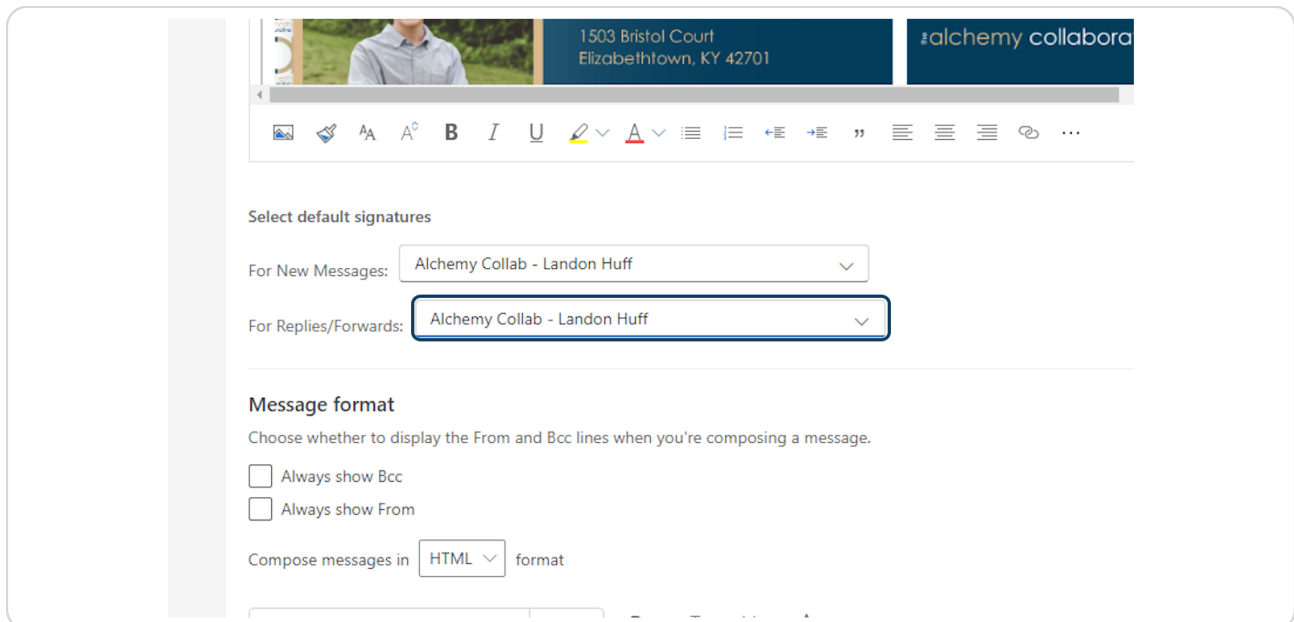 1503 Bristol Court
Elizabethtown, KY 42701
the alchemy collabora
B I U A
Select default signatures
For New Messages: Alchemy Collab - Landon Huff
For Replies/Forwards: Alchemy Collab - Landon Huff
Message format
Choose whether to display the From and Bcc lines when you're composing a message.
Always show Bcc
Always show From
Compose messages in HTML format